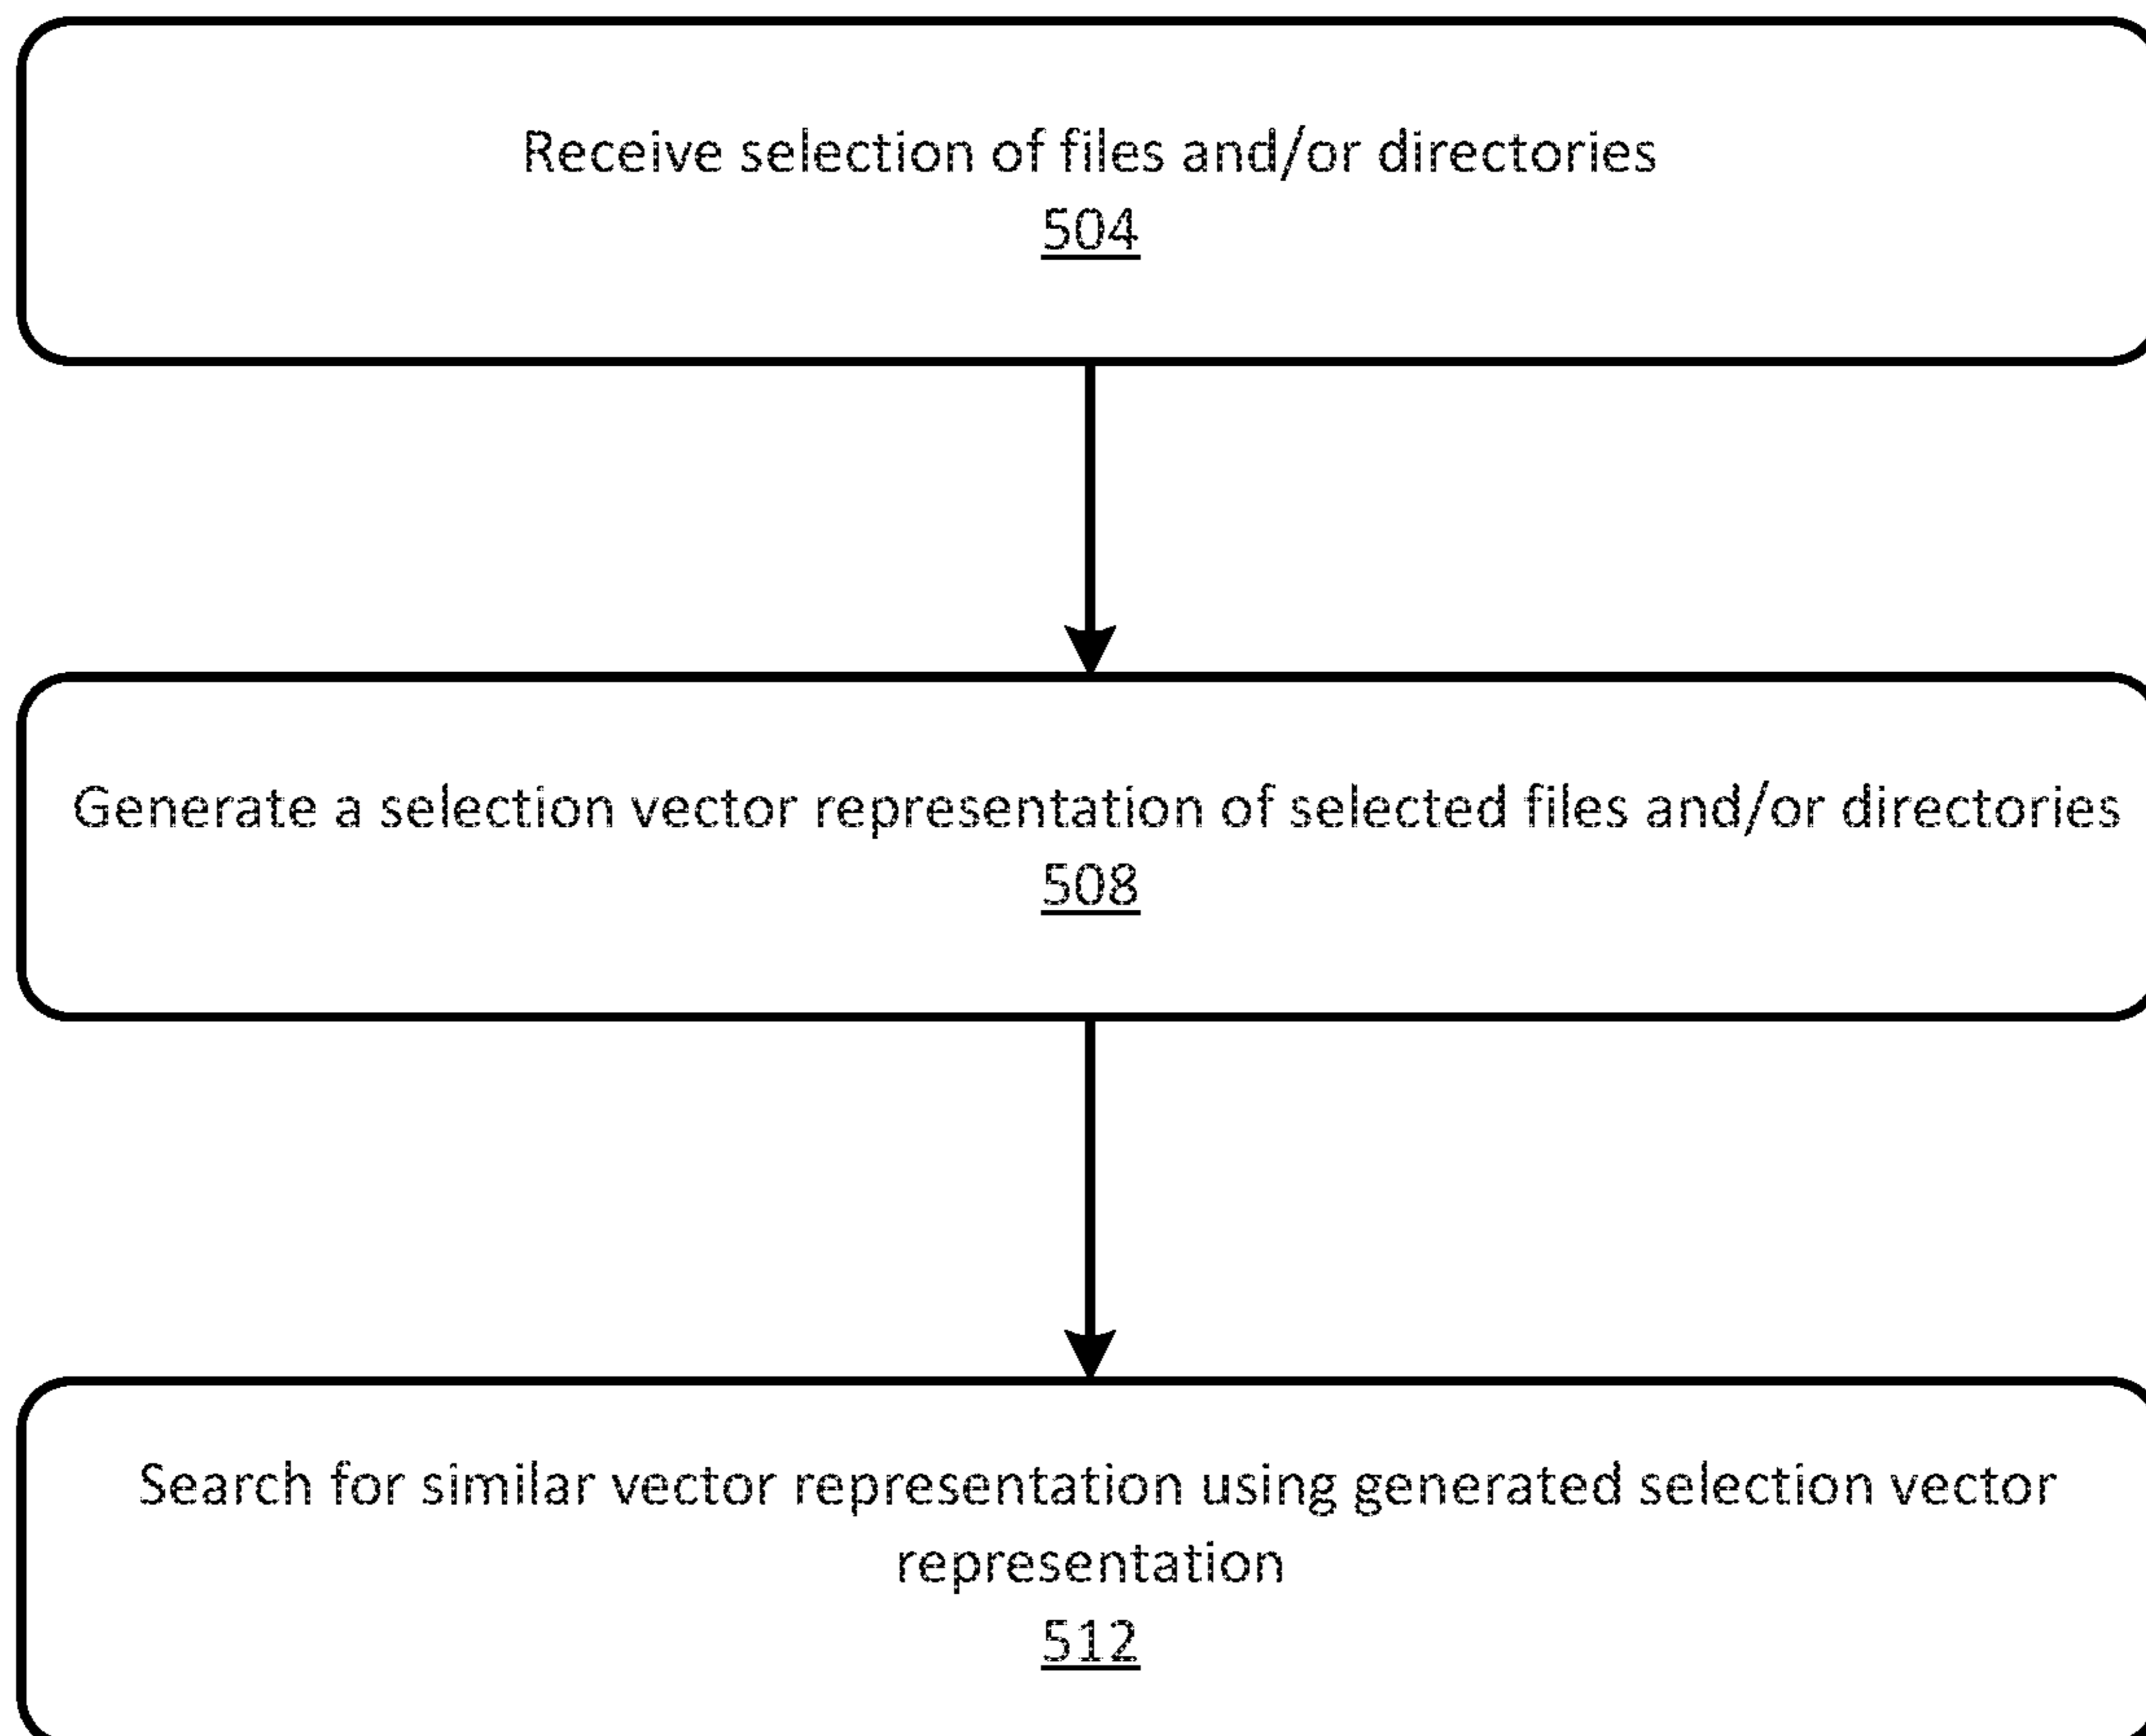 Receive selection of files and/or directories
504
Generate a selection vector representation of selected files and/or directories
508
Search for similar vector representation using generated selection vector
representation
512